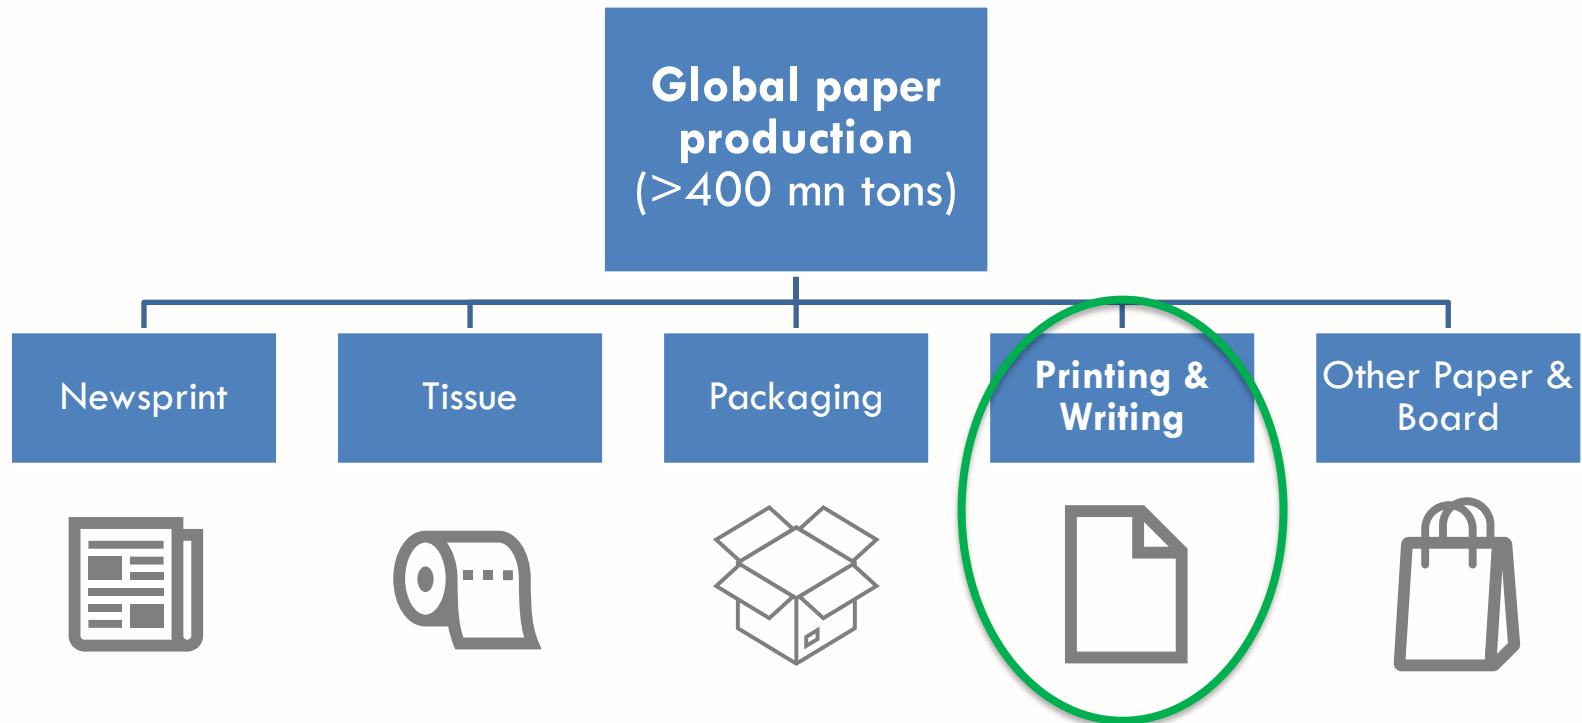 Global paper
production
(>400 mn tons)
Newsprint
Tissue
Packaging
Printing &
Writing
Other Paper &
Board